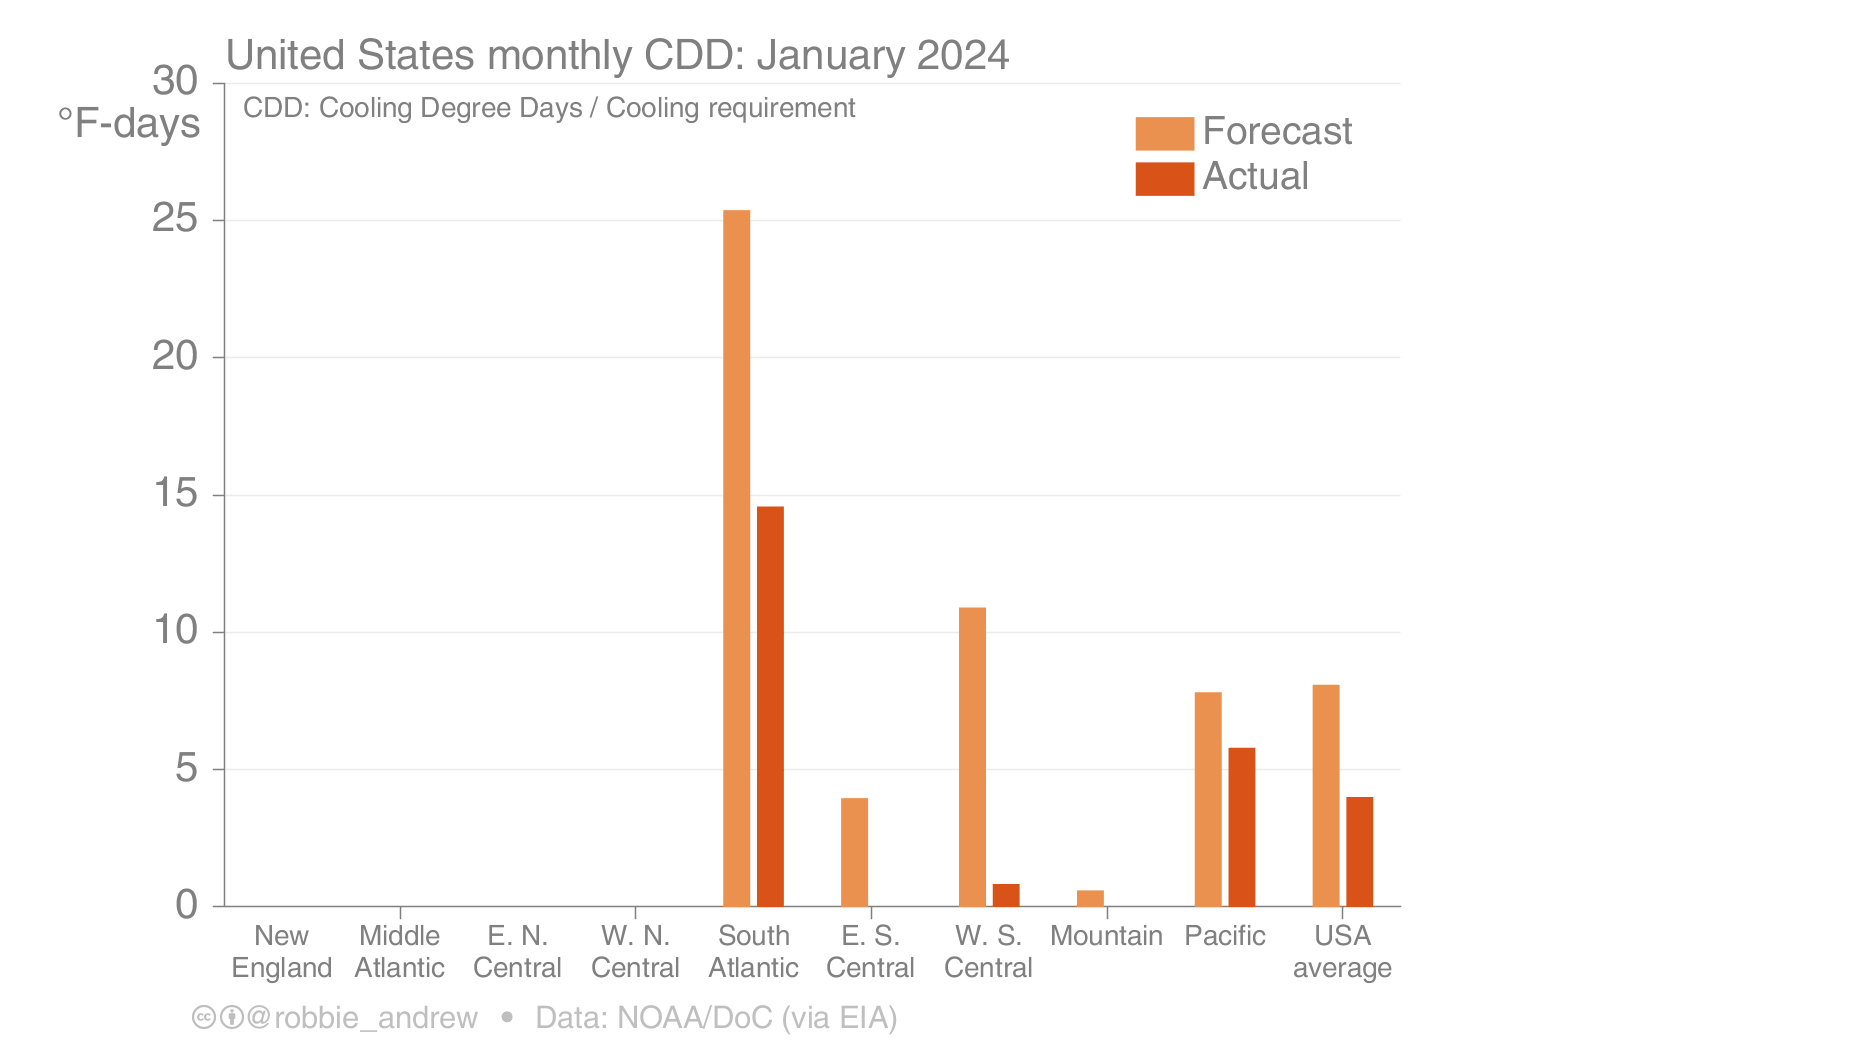 United States monthly CDD: January 2024
30
°F-days
CDD: Cooling Degree Days / Cooling requirement
Forecast
Actual
25
20
15
10
5
0
New England
Middle Atlantic
E. N. Central
W. N. Central
South Atlantic
E. S. Central
W. S. Central
Mountain
Pacific
USA average
@robbie_andrew • Data: NOAA/DoC (via EIA)